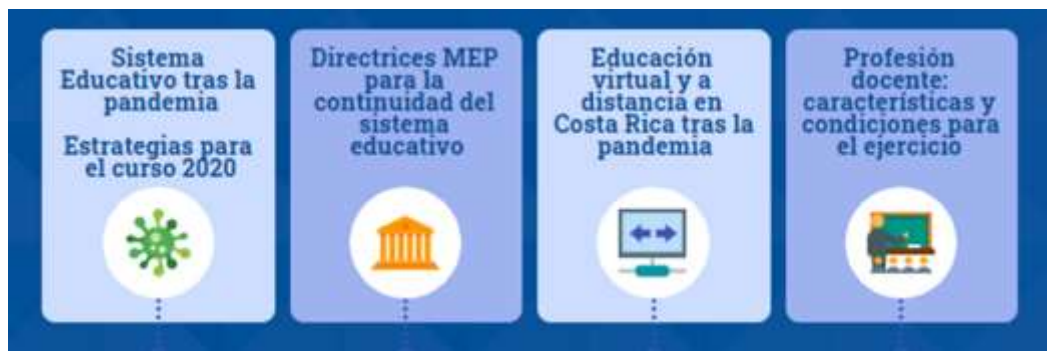 Sistema
Educativo tras la
pandemia
Estrategias para
el curso 2020
Directrices MEP
para la
continuidad del
sistema
educativo
Educación
virtual y a
distancia en
Costa Rica tras la
pandemia
Profesión
docente:
características y
condiciones para
el ejercicio